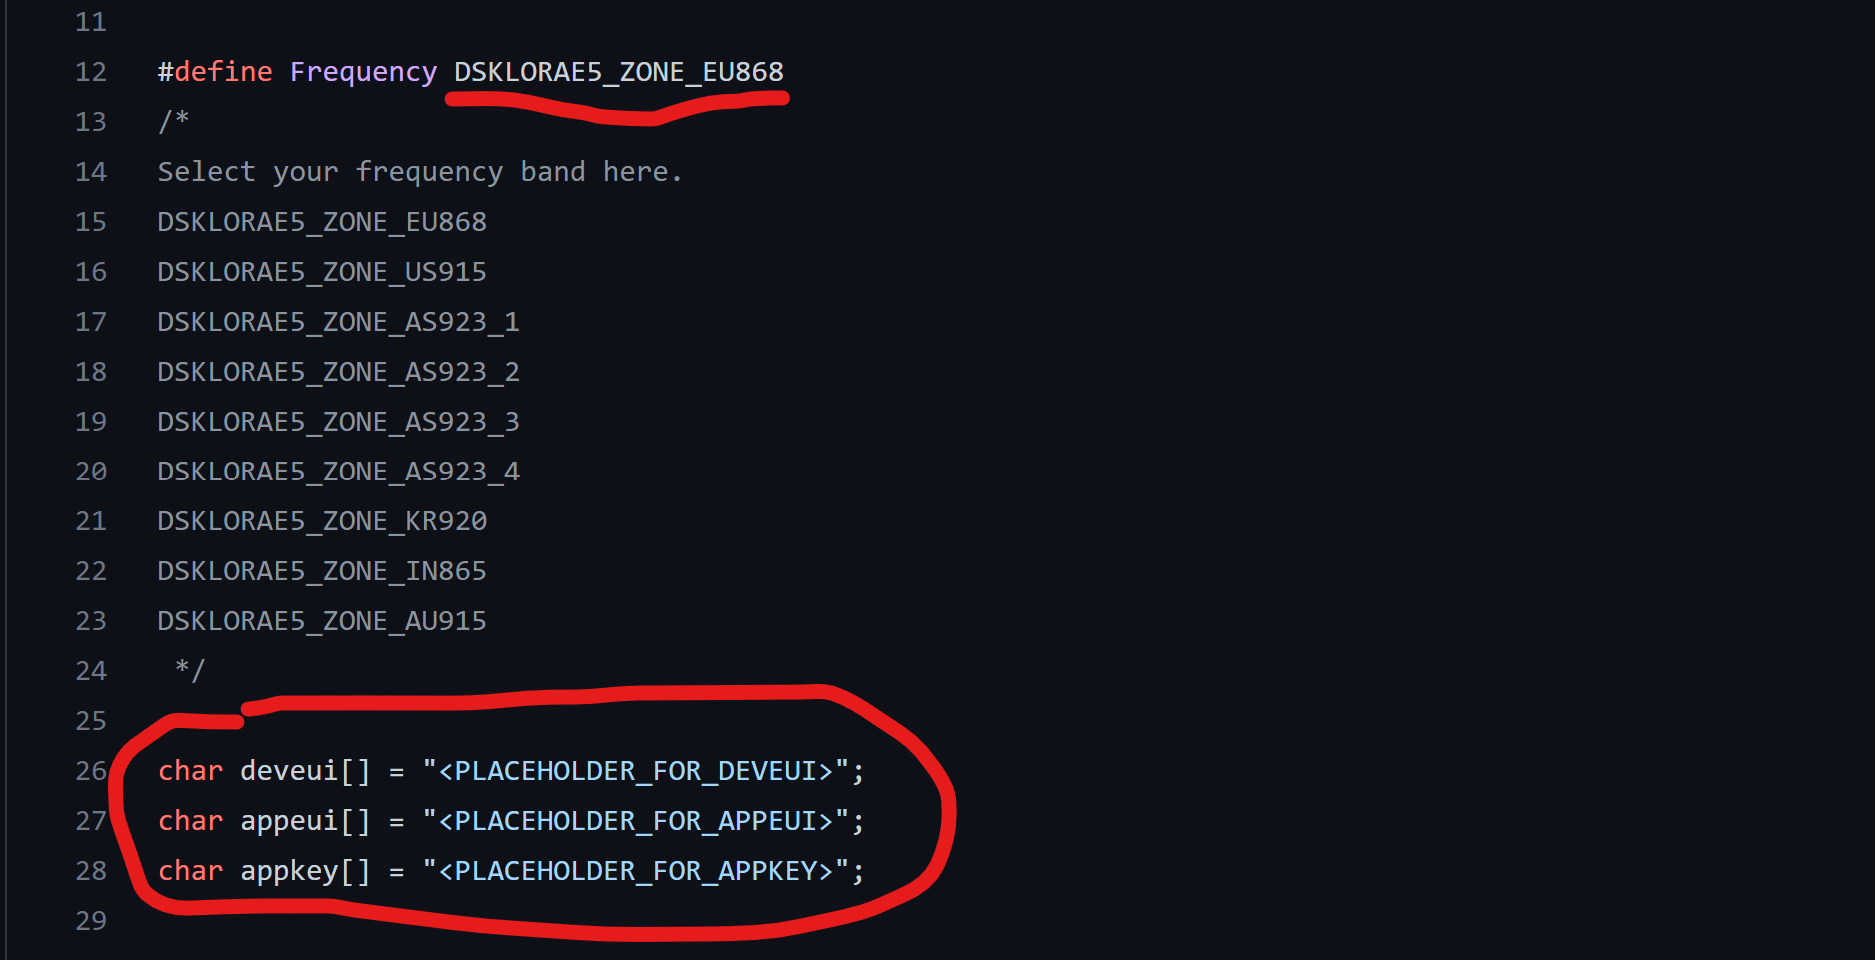 11
12 #define Frequency DSKLORAE5_ZONE_EU868
13 /*
14 Select your frequency band here.
15 DSKLORAE5_ZONE_EU868
16 DSKLORAE5_ZONE_US915
17 DSKLORAE5_ZONE_AS923_1
18 DSKLORAE5_ZONE_AS923_2
19 DSKLORAE5_ZONE_AS923_3
20 DSKLORAE5_ZONE_AS923_4
21 DSKLORAE5_ZONE_KR920
22 DSKLORAE5_ZONE_IN865
23 DSKLORAE5_ZONE_AU915
24 */
25
26 char deveui[] = "<PLACEHOLDER_FOR_DEVEUI>";
27 char appeui[] = "<PLACEHOLDER_FOR_APPEUI>";
28 char appkey[] = "<PLACEHOLDER_FOR_APPKEY>";
29